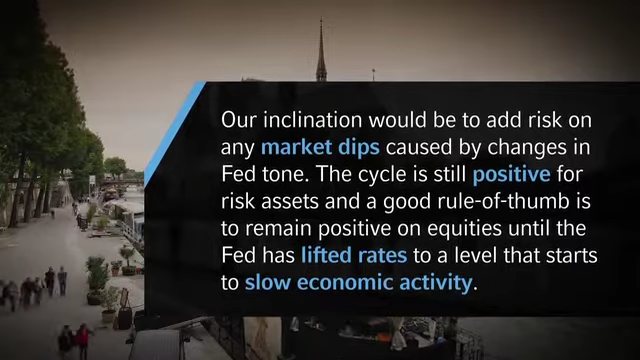 Our inclination would be to add risk on
any market dips caused by changes in
Fed tone. The cycle is still positive for
risk assets and a good rule-of-thumb is
to remain positive on equities until the
Fed has lifted rates to a level that starts
to slow economic activity.